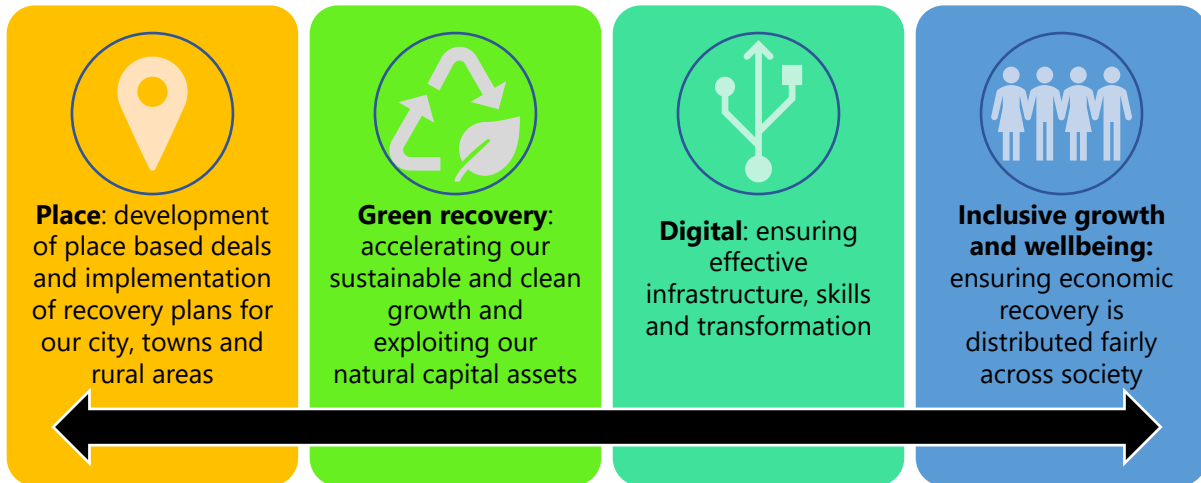 Place: development
of place based deals
and implementation
of recovery plans for
our city, towns and
rural areas
Green recovery:
accelerating our
sustainable and clean
growth and
exploiting our
natural capital assets
Digital: ensuring
effective
infrastructure, skills
and transformation
Inclusive growth
and wellbeing:
ensuring economic
recovery is
distributed fairly
across society